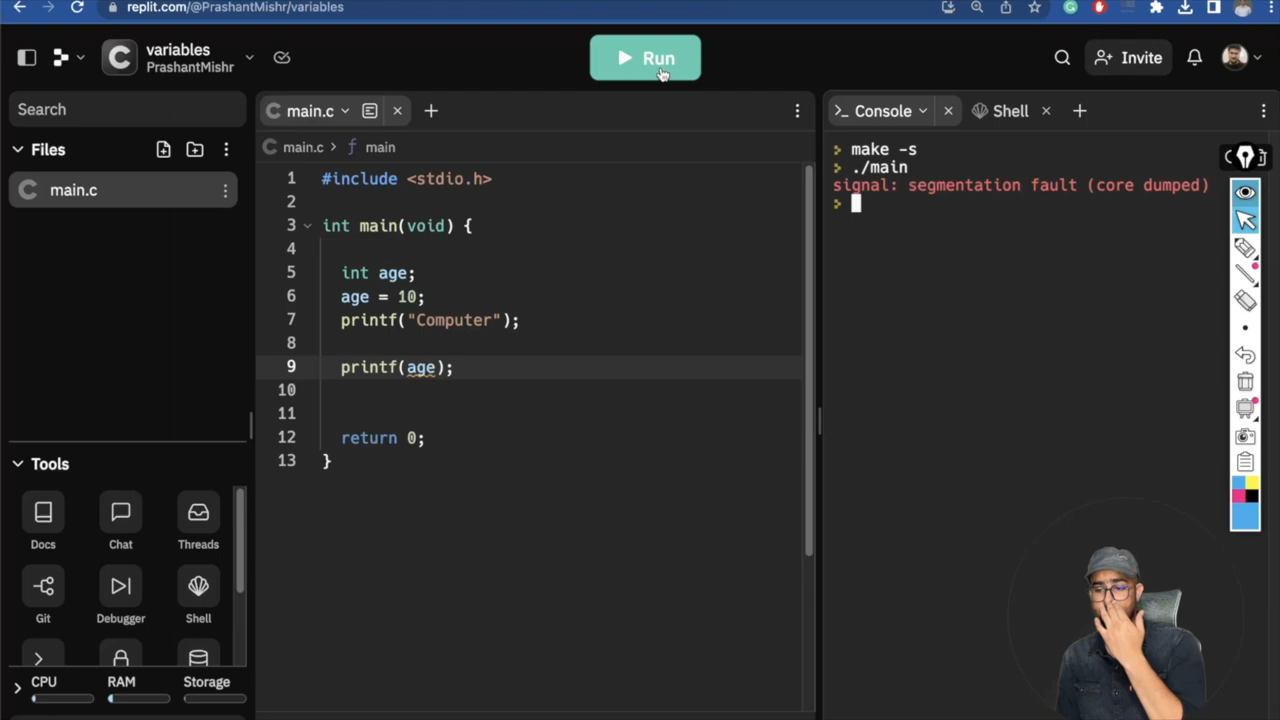 replit.com/@PrashantMishr/variables
variables
PrashantMishr
Run
Invite
Search
Files
main.c
Tools
Docs
Chat
Threads
Git
Debugger
Shell
CPU
RAM
Storage
main.c
main.c > f main
1 #include <stdio.h>
2
3 int main(void) {
4
5 int age;
6 age = 10;
7 printf("Computer");
8
9 printf(age);
10
11
12 return 0;
13 }
Console
Shell
> make -s
> ./main
signal: segmentation fault (core dumped)
>